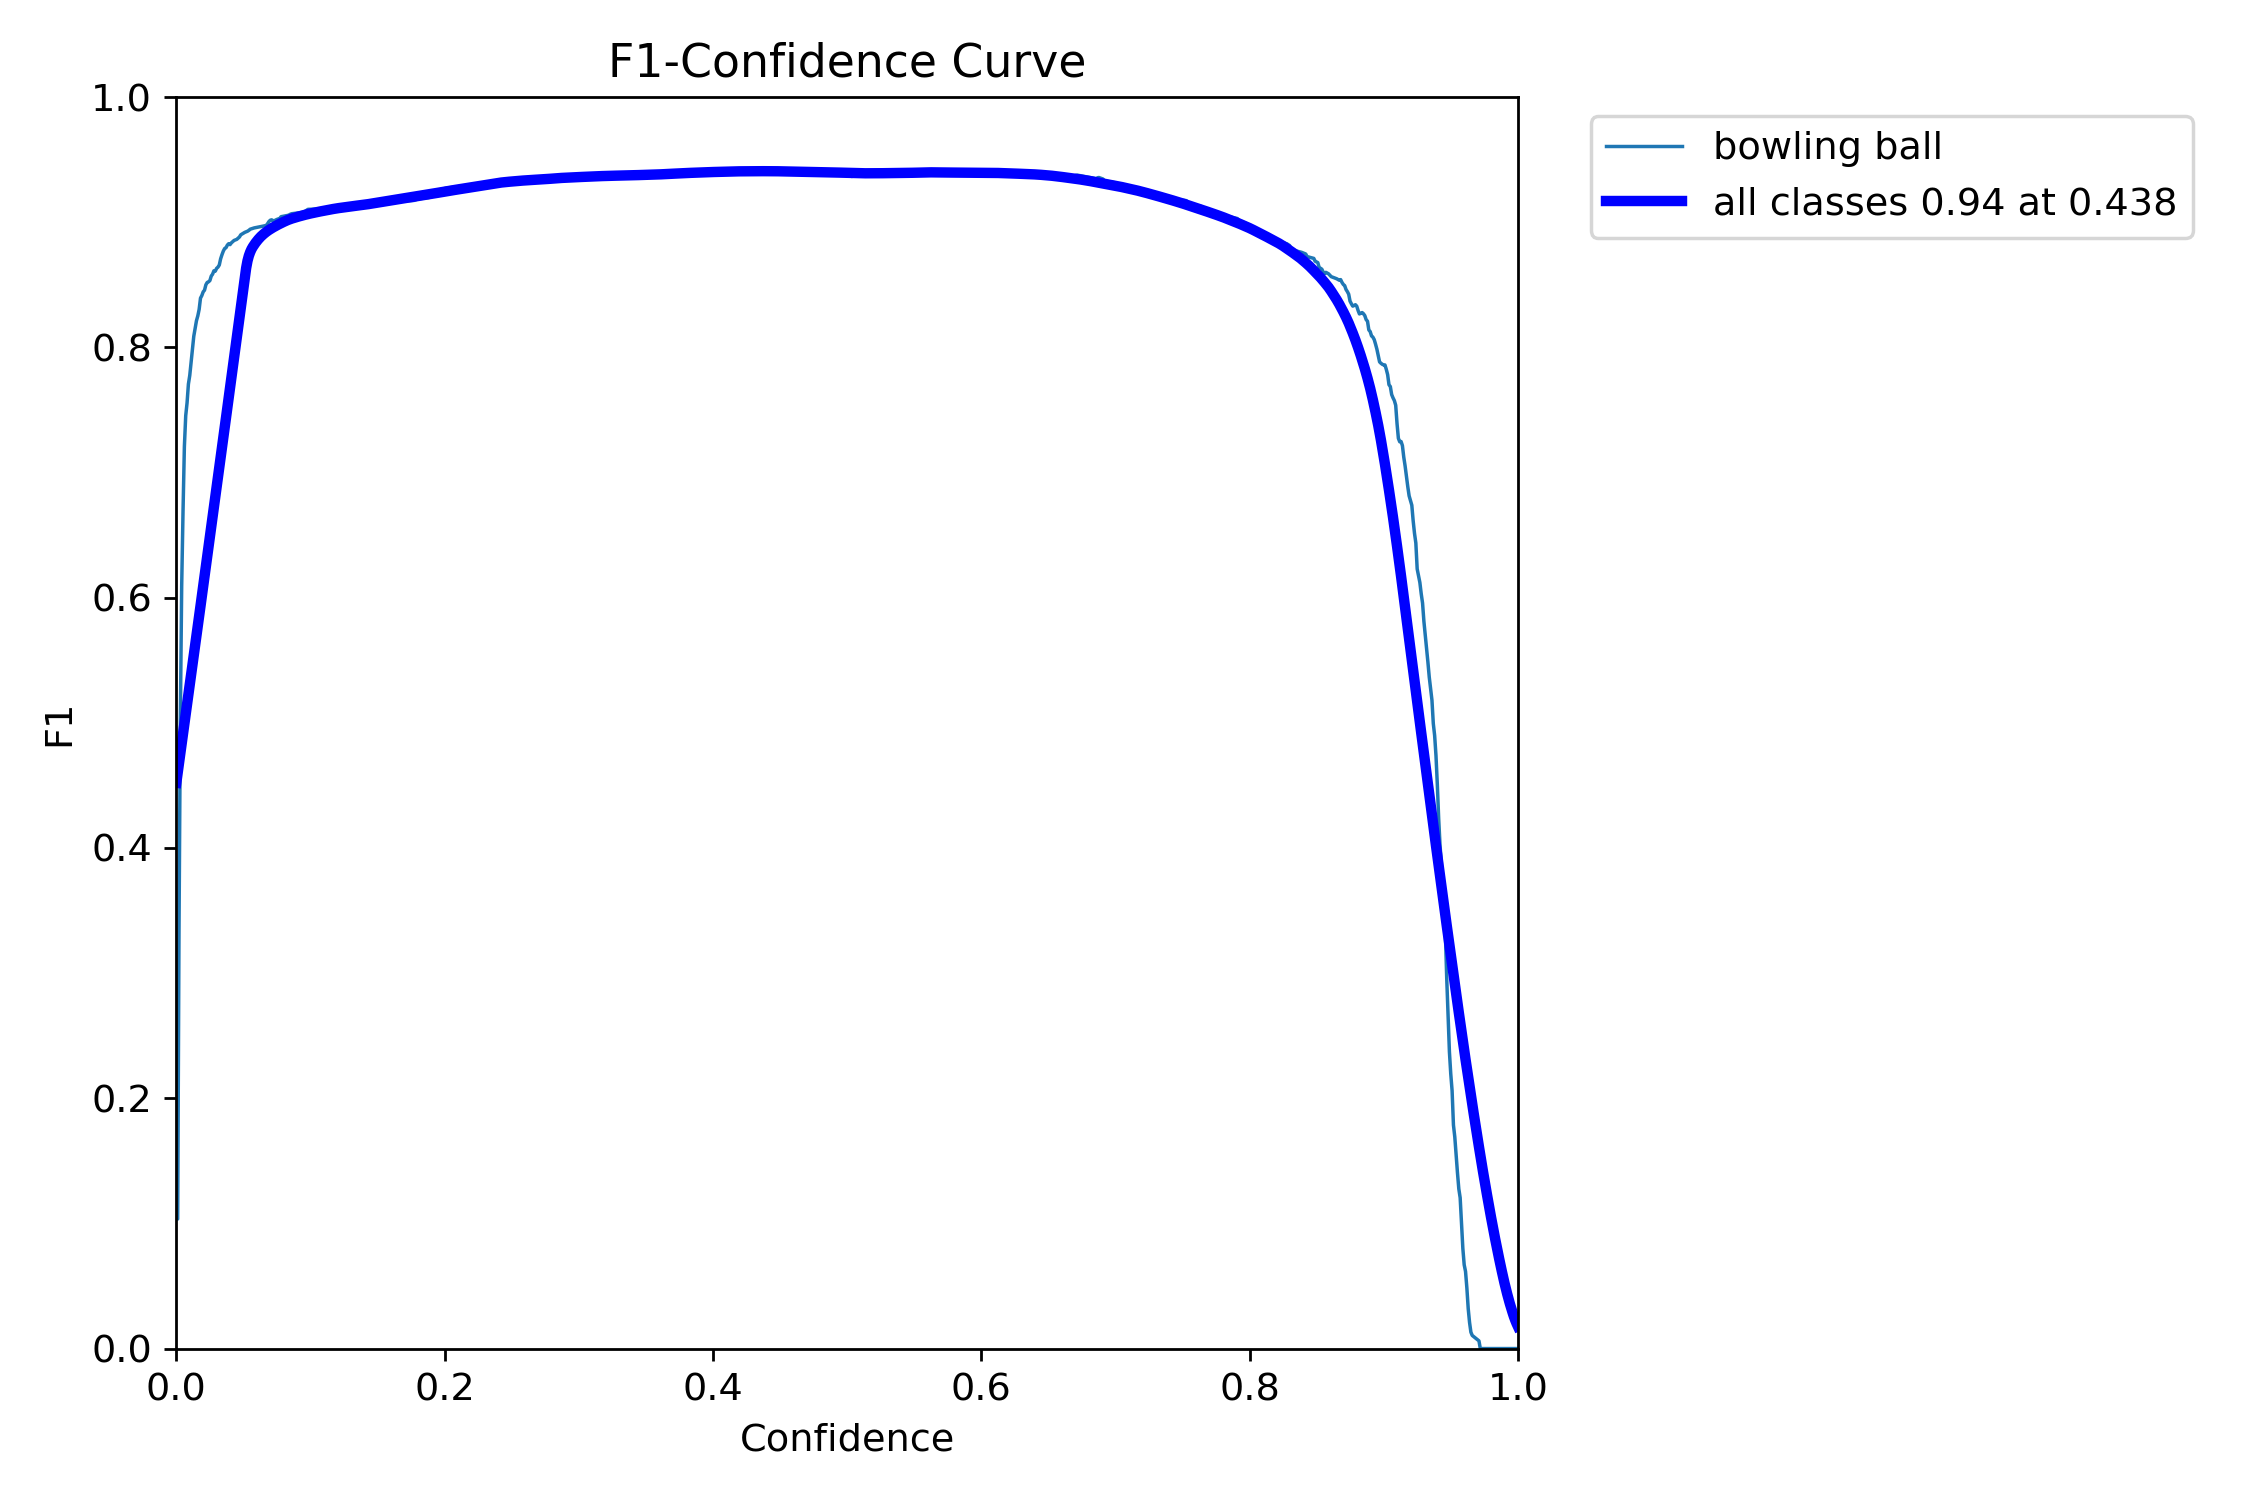 F1-Confidence Curve
bowling ball
all classes 0.94 at 0.438
1.0
0.8
0.6
0.4
0.2
0.0
F1
0.0 0.2 0.4 0.6 0.8 1.0
Confidence